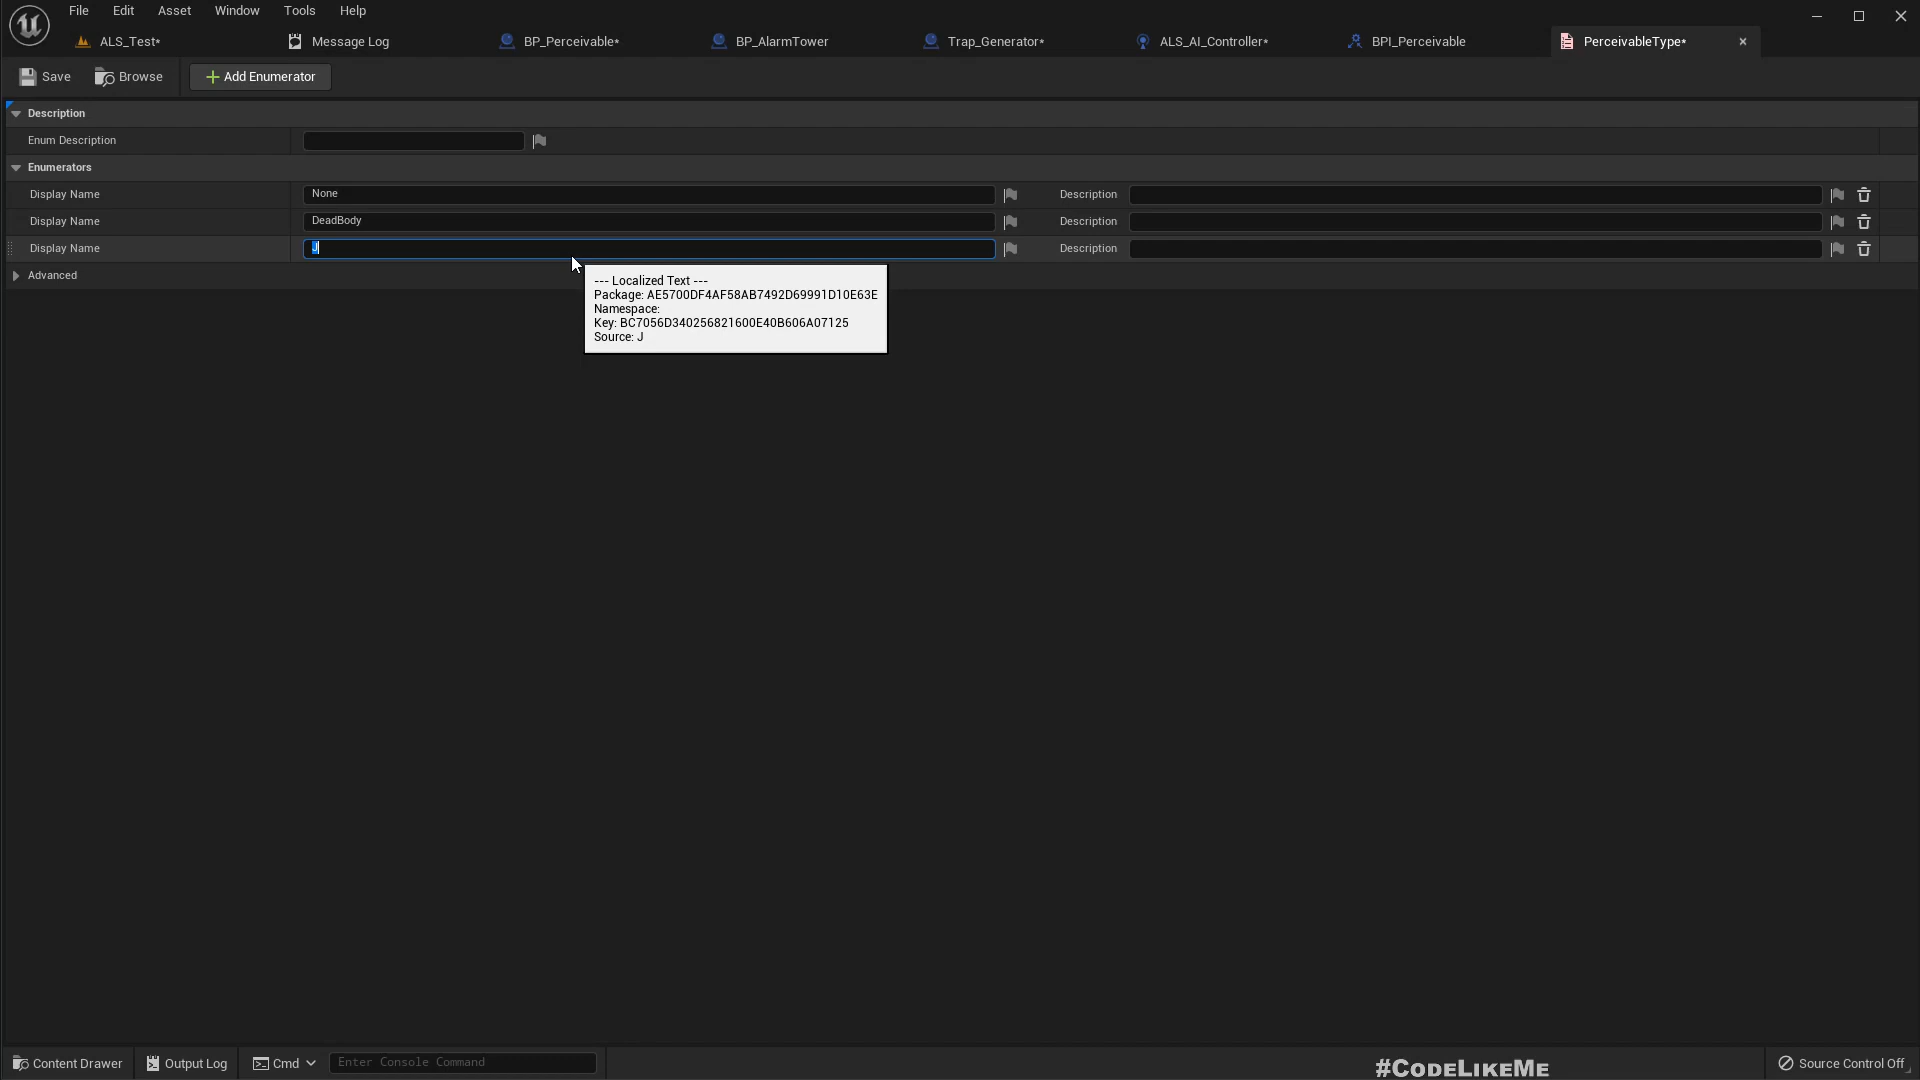 File Edit Asset Window Tools Help
ALS_Test* Message Log BP_Perceivable* BP_AlarmTower Trap_Generator* ALS_AI_Controller* BPI_Perceivable PerceivableType*
Save Browse Add Enumerator
Description
Enum Description
Enumerators
Display Name None Description
Display Name DeadBody Description
Display Name J Description
Advanced
--- Localized Text ---
Package: AE5700DF4AF58AB7492D69991D10E63E
Namespace:
Key: BC7056D340256821600E40B606A07125
Source: J
Content Drawer Output Log Cmd Enter Console Command #CODELIKEME Source Control Off